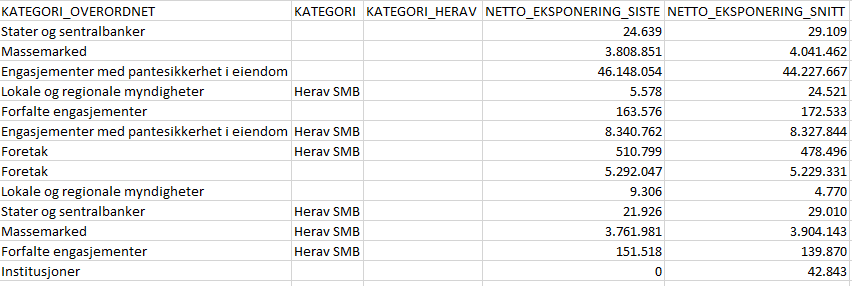 KATEGORI_OVERORDNET KATEGORI KATEGORI_HERAV NETTO_EKSPONERING_SISTE NETTO_EKSPONERING_SNITT
Stater og sentralbanker 24.639 29.109
Massemarked 3.808.851 4.041.462
Engasjementer med pantesikkerhet i eiendom 46.148.054 44.227.667
Lokale og regionale myndigheter Herav SMB 5.578 24.521
Forfalte engasjementer 163.576 172.533
Engasjementer med pantesikkerhet i eiendom Herav SMB 8.340.762 8.327.844
Foretak Herav SMB 510.799 478.496
Foretak 5.292.047 5.229.331
Lokale og regionale myndigheter 9.306 4.770
Stater og sentralbanker Herav SMB 21.926 29.010
Massemarked Herav SMB 3.761.981 3.904.143
Forfalte engasjementer Herav SMB 151.518 139.870
Institusjoner 0 42.843